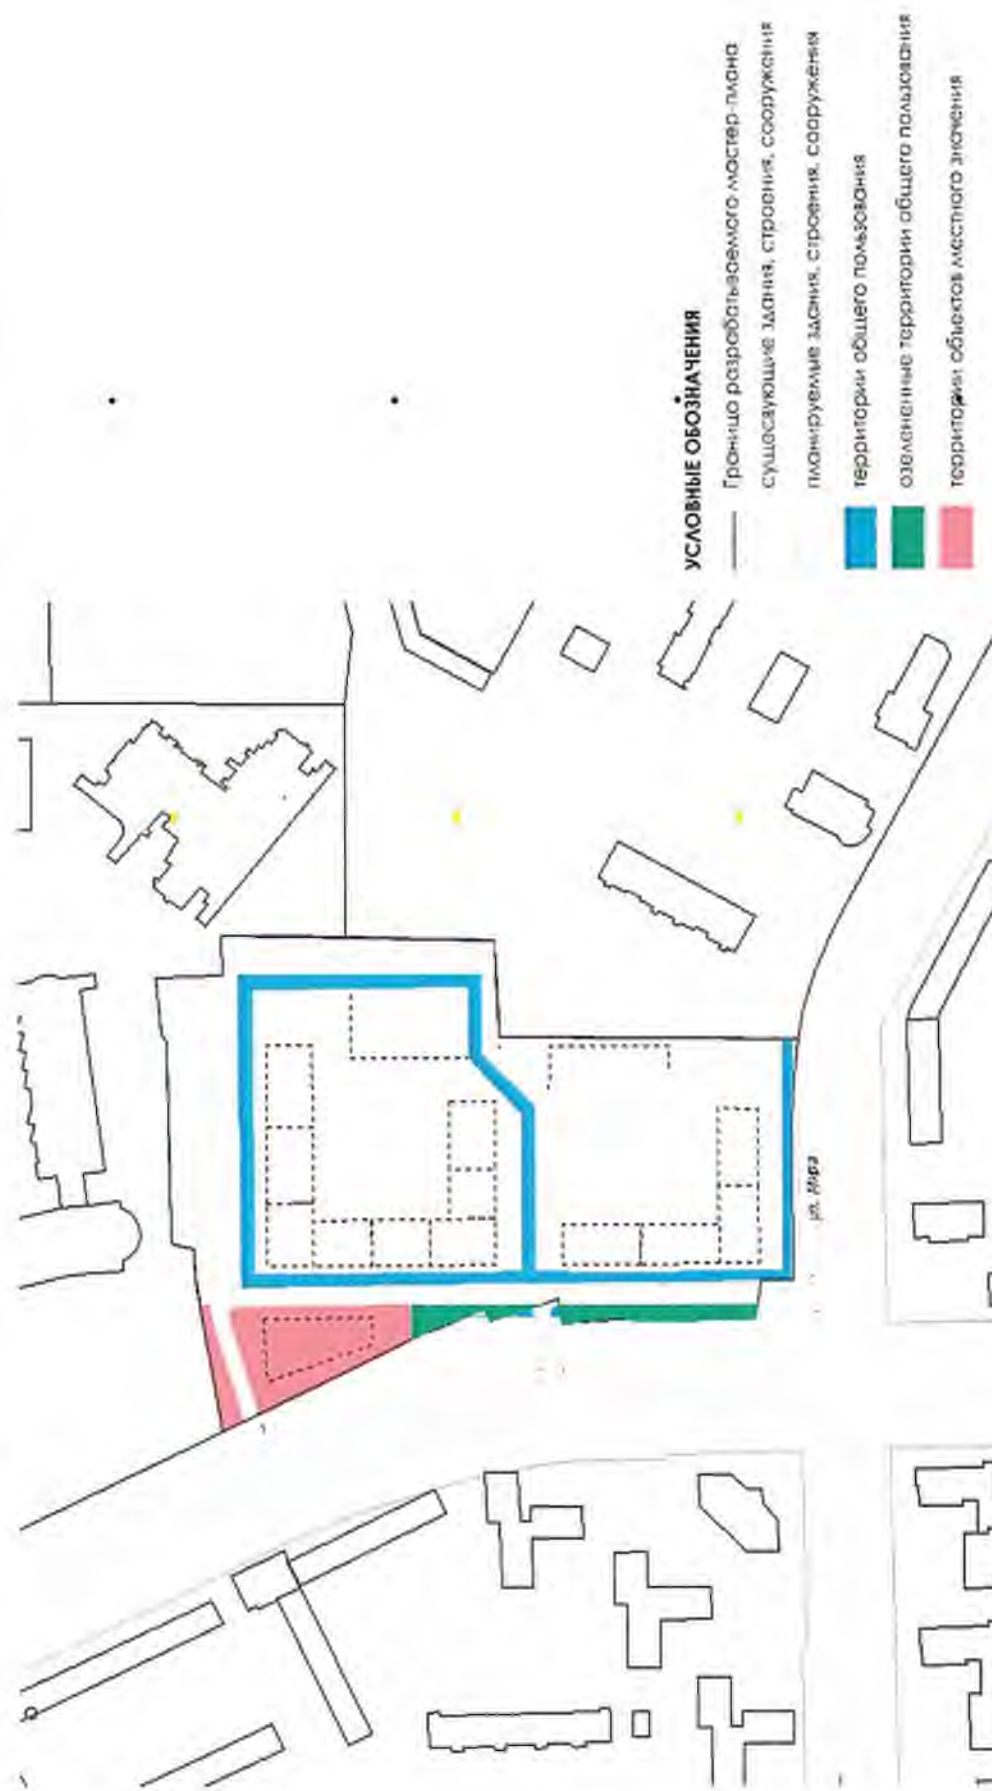 УСЛОВНЫЕ ОБОЗНАЧЕНИЯ
Граница разрабатываемого мастер-плана
существующие здания, строения, сооружения
планируемые здания, строения, сооружения
территории общего пользования
озелененные территории общего пользования
территории объектов местного значения
ул. Мира